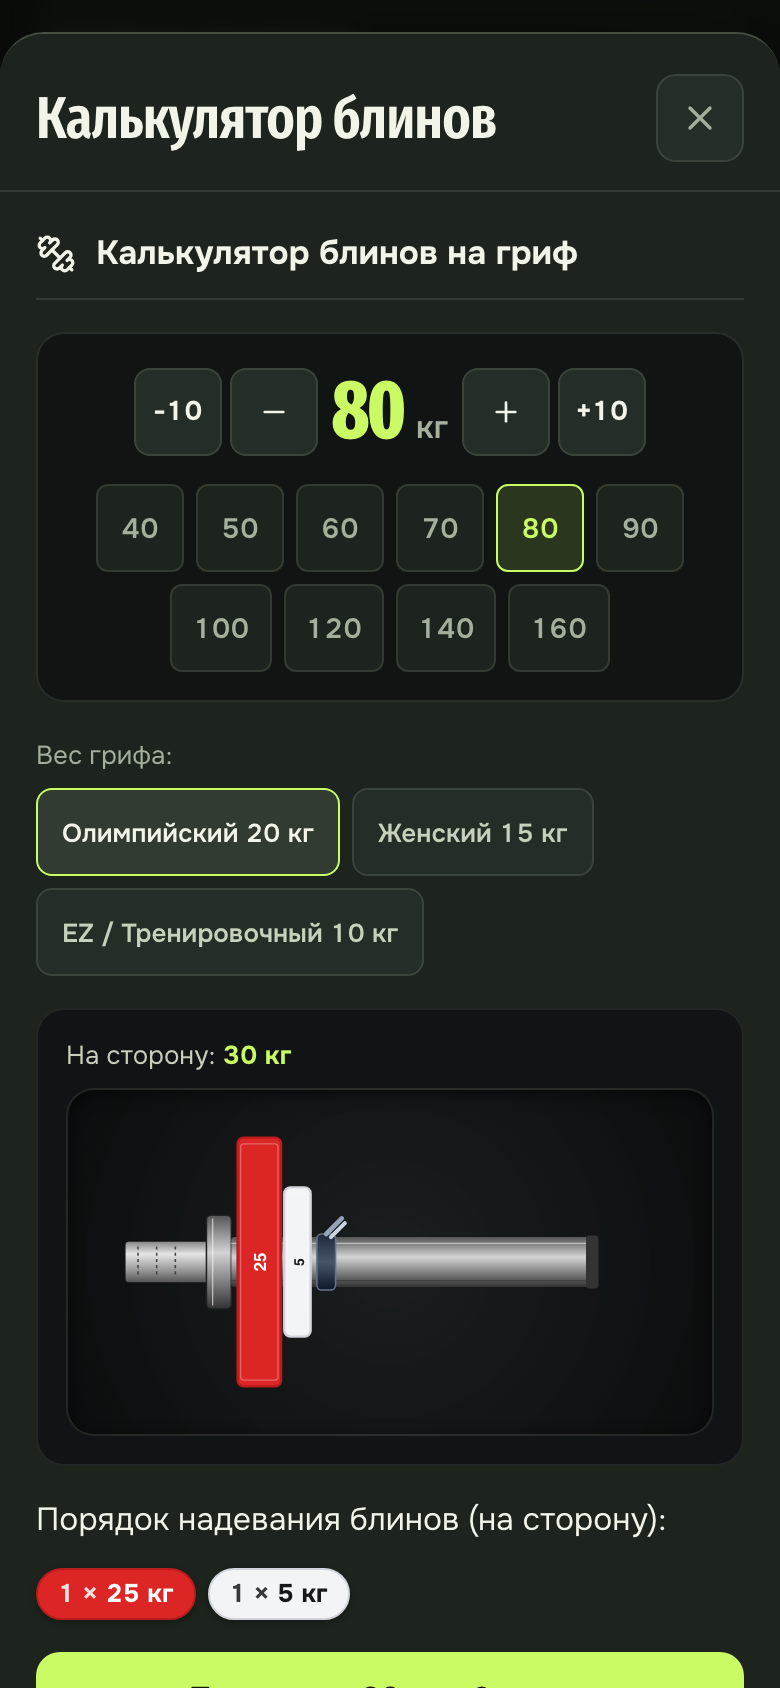 Калькулятор блинов
Калькулятор блинов на гриф
-10 − 80 кг + +10
40 50 60 70 80 90
100 120 140 160
Вес грифа:
Олимпийский 20 кг Женский 15 кг
EZ / Тренировочный 10 кг
На сторону: 30 кг
25 5
Порядок надевания блинов (на сторону):
1 × 25 кг 1 × 5 кг